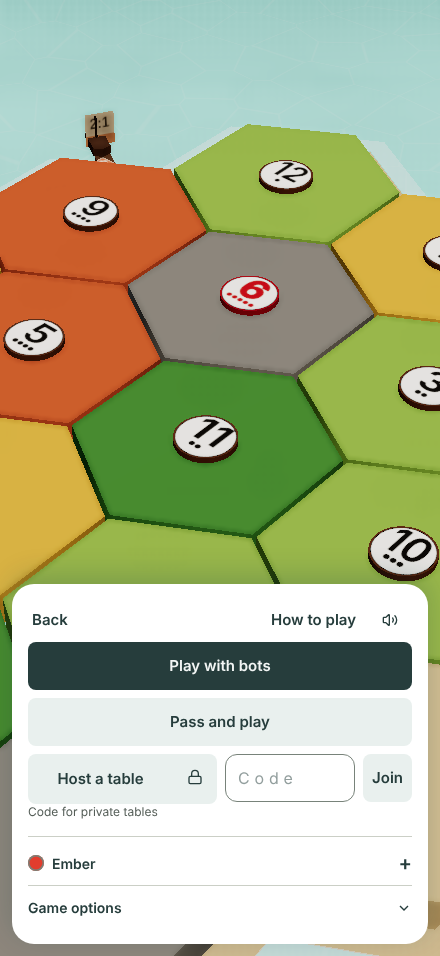 2:1
12
9
6
5
3
11
10
Back How to play
Play with bots
Pass and play
Host a table Code Join
Code for private tables
Ember +
Game options